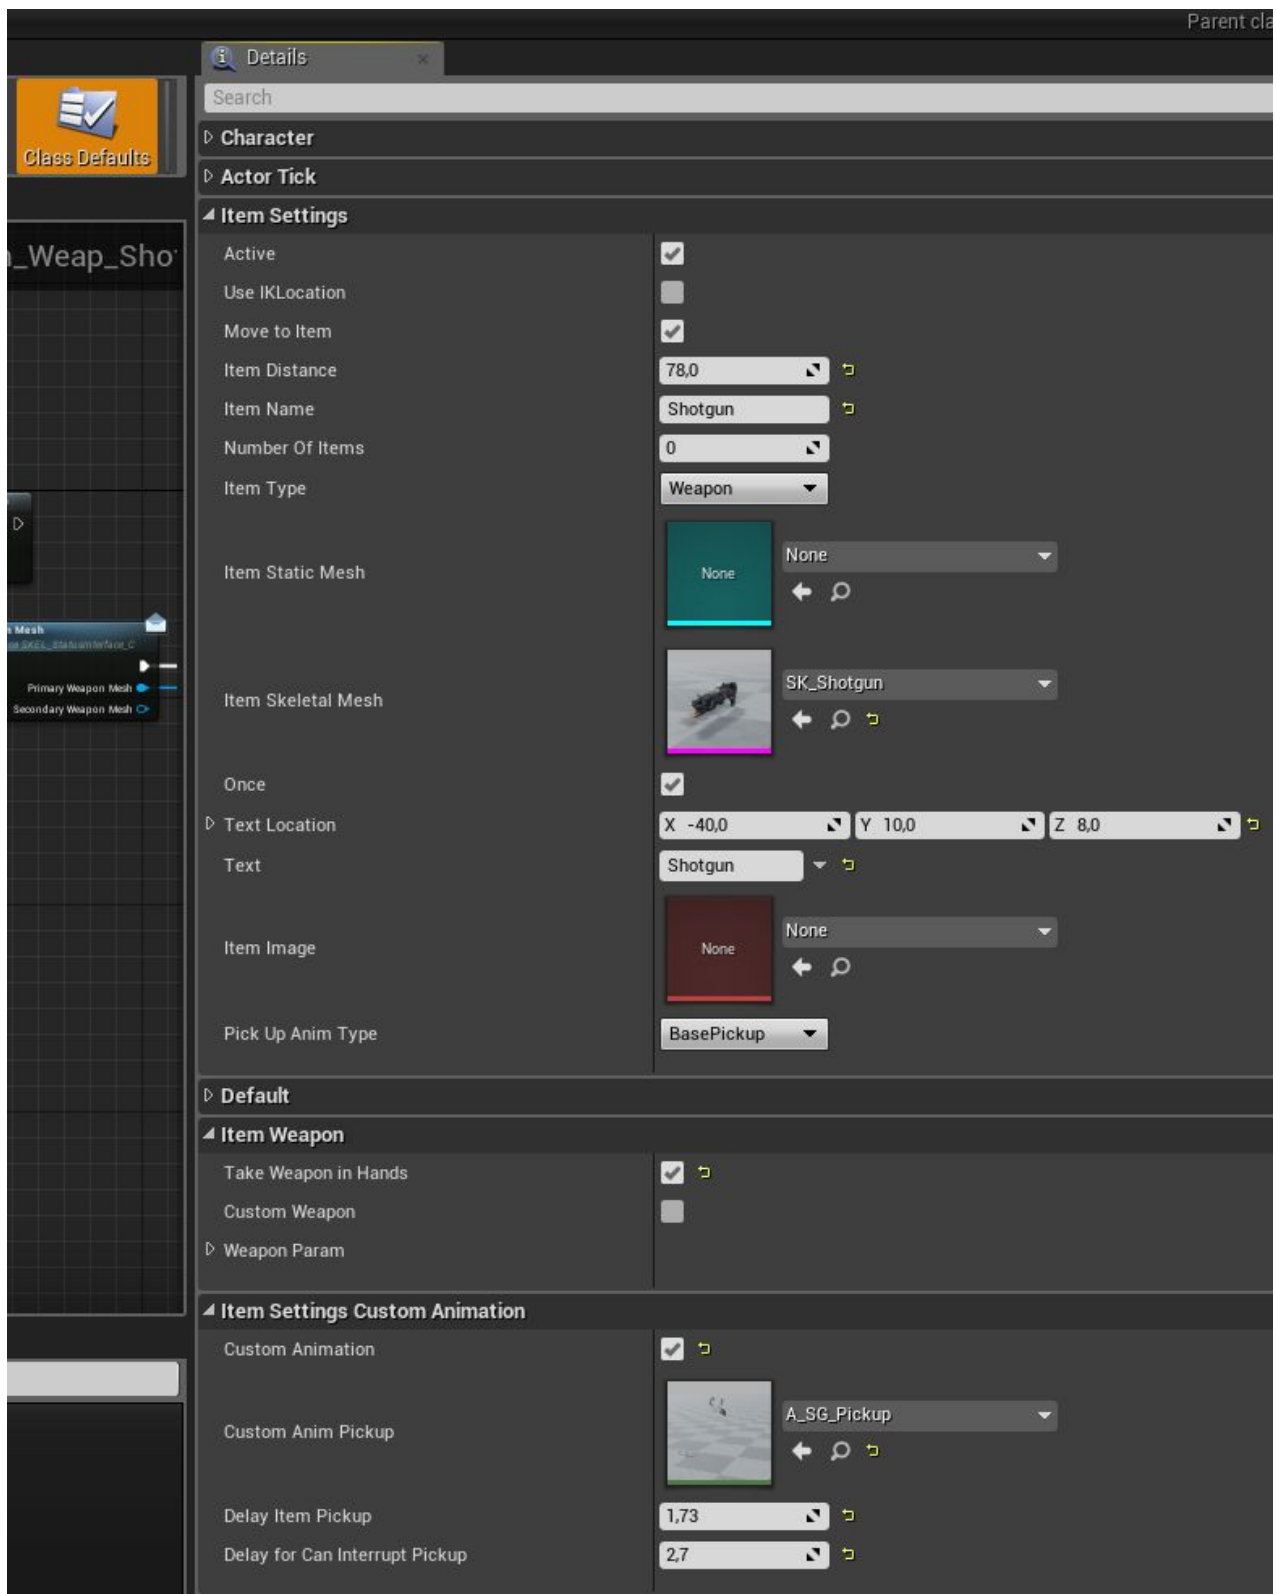 Parent cla
Details
Search
Class Defaults
Character
Actor Tick
Item Settings
_Weap_Sho
Active
Use IKLocation
Move to Item
Item Distance 78,0
Item Name Shotgun
Number Of Items 0
Item Type Weapon
Item Static Mesh None None
n Mesh
Primary Weapon Mesh
Secondary Weapon Mesh
Item Skeletal Mesh SK_Shotgun
Once
Text Location X -40,0 Y 10,0 Z 8,0
Text Shotgun
Item Image None None
Pick Up Anim Type BasePickup
Default
Item Weapon
Take Weapon in Hands
Custom Weapon
Weapon Param
Item Settings Custom Animation
Custom Animation
Custom Anim Pickup A_SG_Pickup
Delay Item Pickup 1,73
Delay for Can Interrupt Pickup 2,7